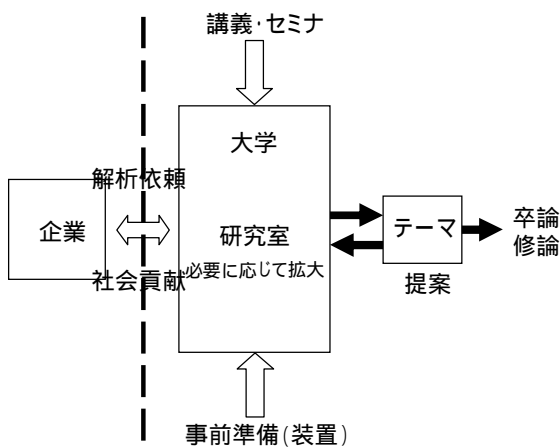 講義・セミナ
大学
解析依頼
企業
研究室
必要に応じて拡大
社会貢献
テーマ
提案
卒論
修論
事前準備(装置)